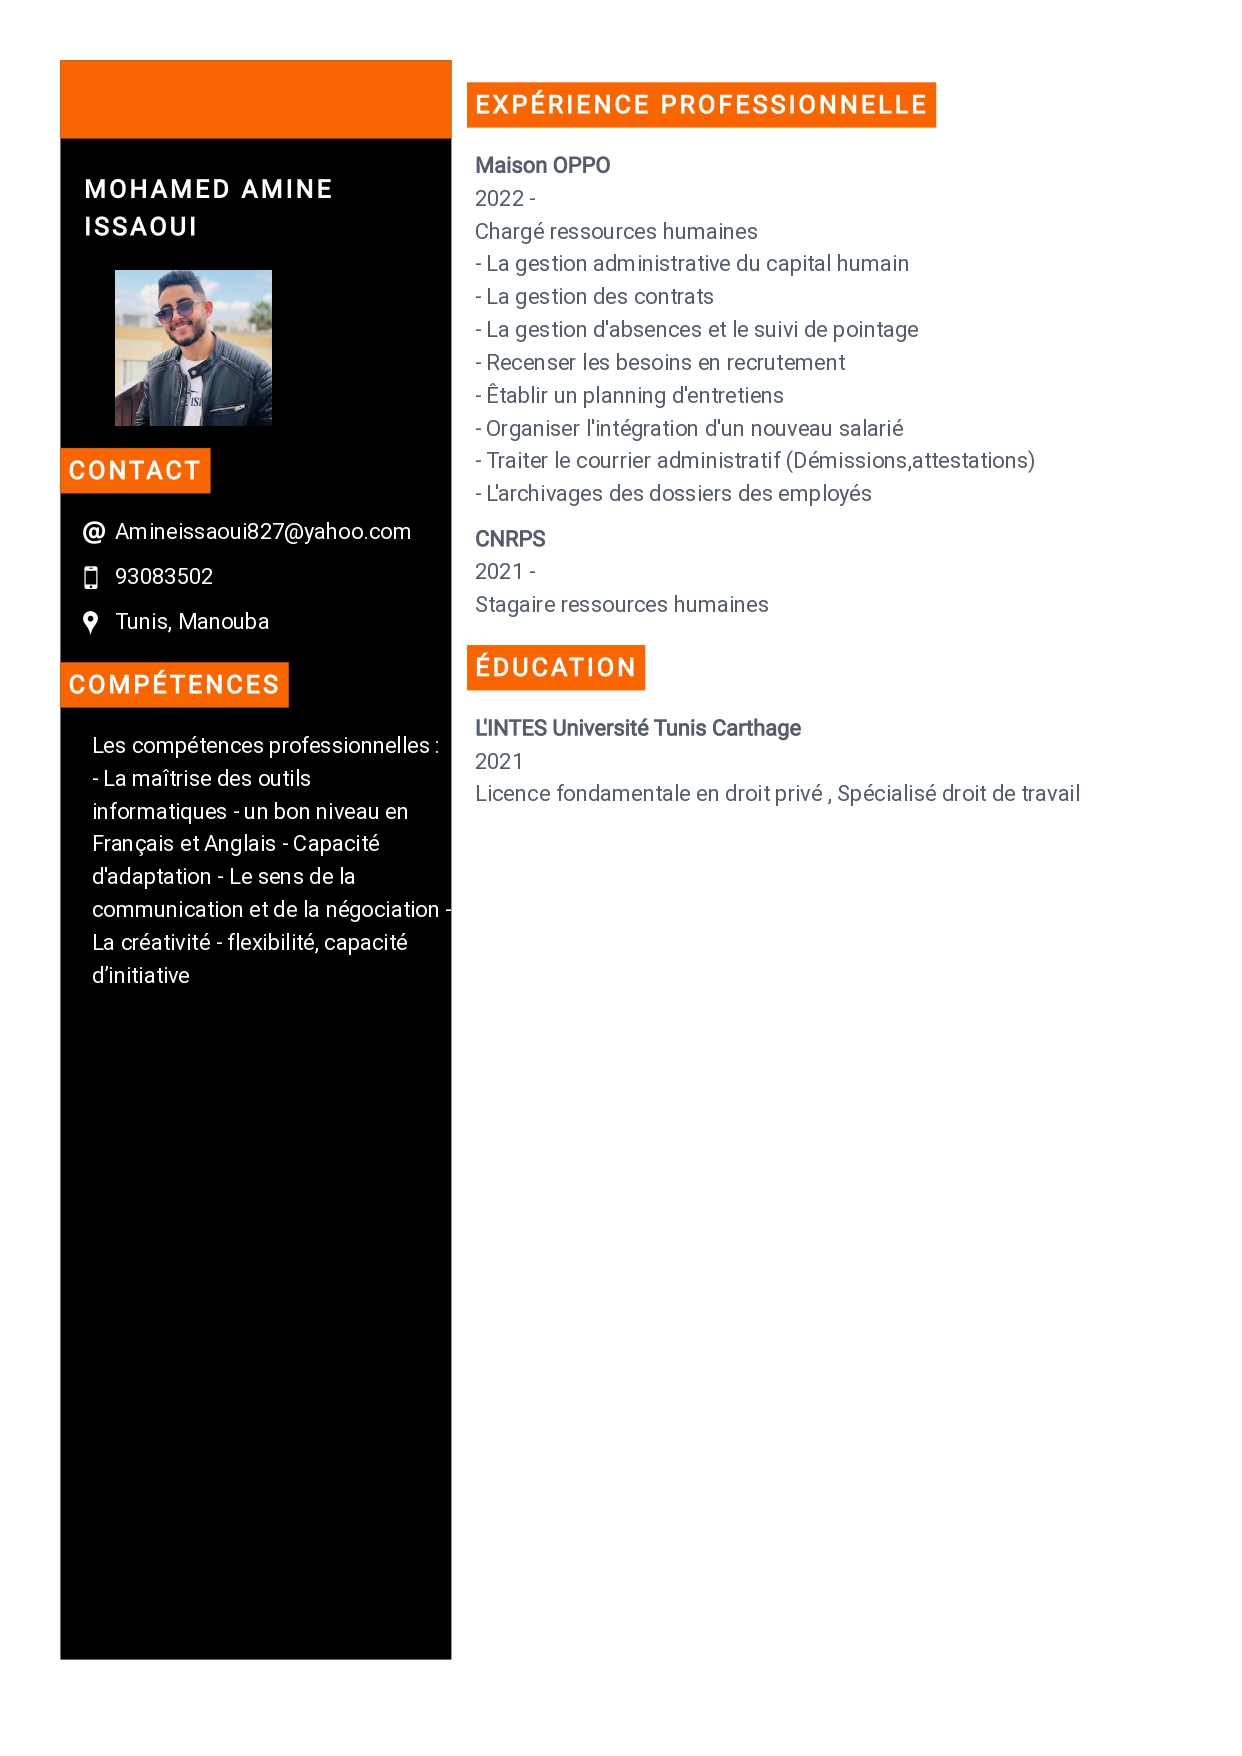 MOHAMED AMINE
ISSAOUI
CONTACT
Amineissaoui827@yahoo.com
93083502
Tunis, Manouba
COMPÉTENCES
Les compétences professionnelles :
- La maîtrise des outils
informatiques - un bon niveau en
Français et Anglais - Capacité
d'adaptation - Le sens de la
communication et de la négociation -
La créativité - flexibilité, capacité
d’initiative
EXPÉRIENCE PROFESSIONNELLE
Maison OPPO
2022 -
Chargé ressources humaines
- La gestion administrative du capital humain
- La gestion des contrats
- La gestion d'absences et le suivi de pointage
- Recenser les besoins en recrutement
- Êtablir un planning d'entretiens
- Organiser l'intégration d'un nouveau salarié
- Traiter le courrier administratif (Démissions,attestations)
- L'archivages des dossiers des employés
CNRPS
2021 -
Stagaire ressources humaines
ÉDUCATION
L'INTES Université Tunis Carthage
2021
Licence fondamentale en droit privé , Spécialisé droit de travail